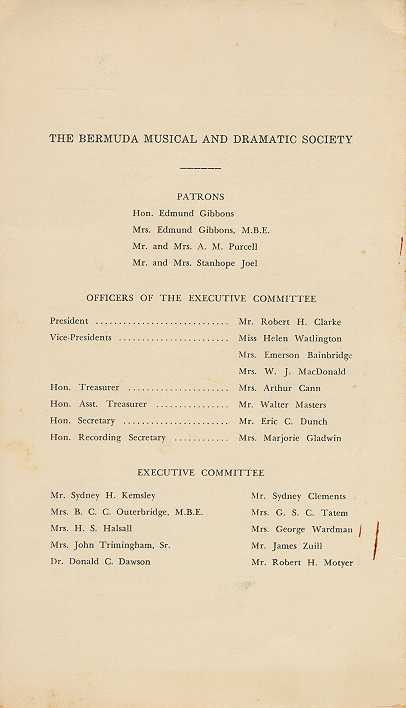 THE BERMUDA MUSICAL AND DRAMATIC SOCIETY
PATRONS
Hon. Edmund Gibbons
Mrs. Edmund Gibbons, M.B.E.
Mr. and Mrs. A. M. Purcell
Mr. and Mrs. Stanhope Joel
OFFICERS OF THE EXECUTIVE COMMITTEE
President ............................ Mr. Robert H. Clarke
Vice-Presidents ........................ Miss Helen Watlington
Mrs. Emerson Bainbridge
Mrs. W. J. MacDonald
Hon. Treasurer ...................... Mrs. Arthur Cann
Hon. Asst. Treasurer ................ Mr. Walter Masters
Hon. Secretary ....................... Mr. Eric C. Dunch
Hon. Recording Secretary ............ Mrs. Marjorie Gladwin
EXECUTIVE COMMITTEE
Mr. Sydney H. Kemsley Mr. Sydney Clements
Mrs. B. C. C. Outerbridge, M.B.E. Mrs. G. S. C. Tatem
Mrs. H. S. Halsall Mrs. George Wardman
Mrs. John Trimingham, Sr. Mr. James Zuill
Dr. Donald C. Dawson Mr. Robert H. Motyer